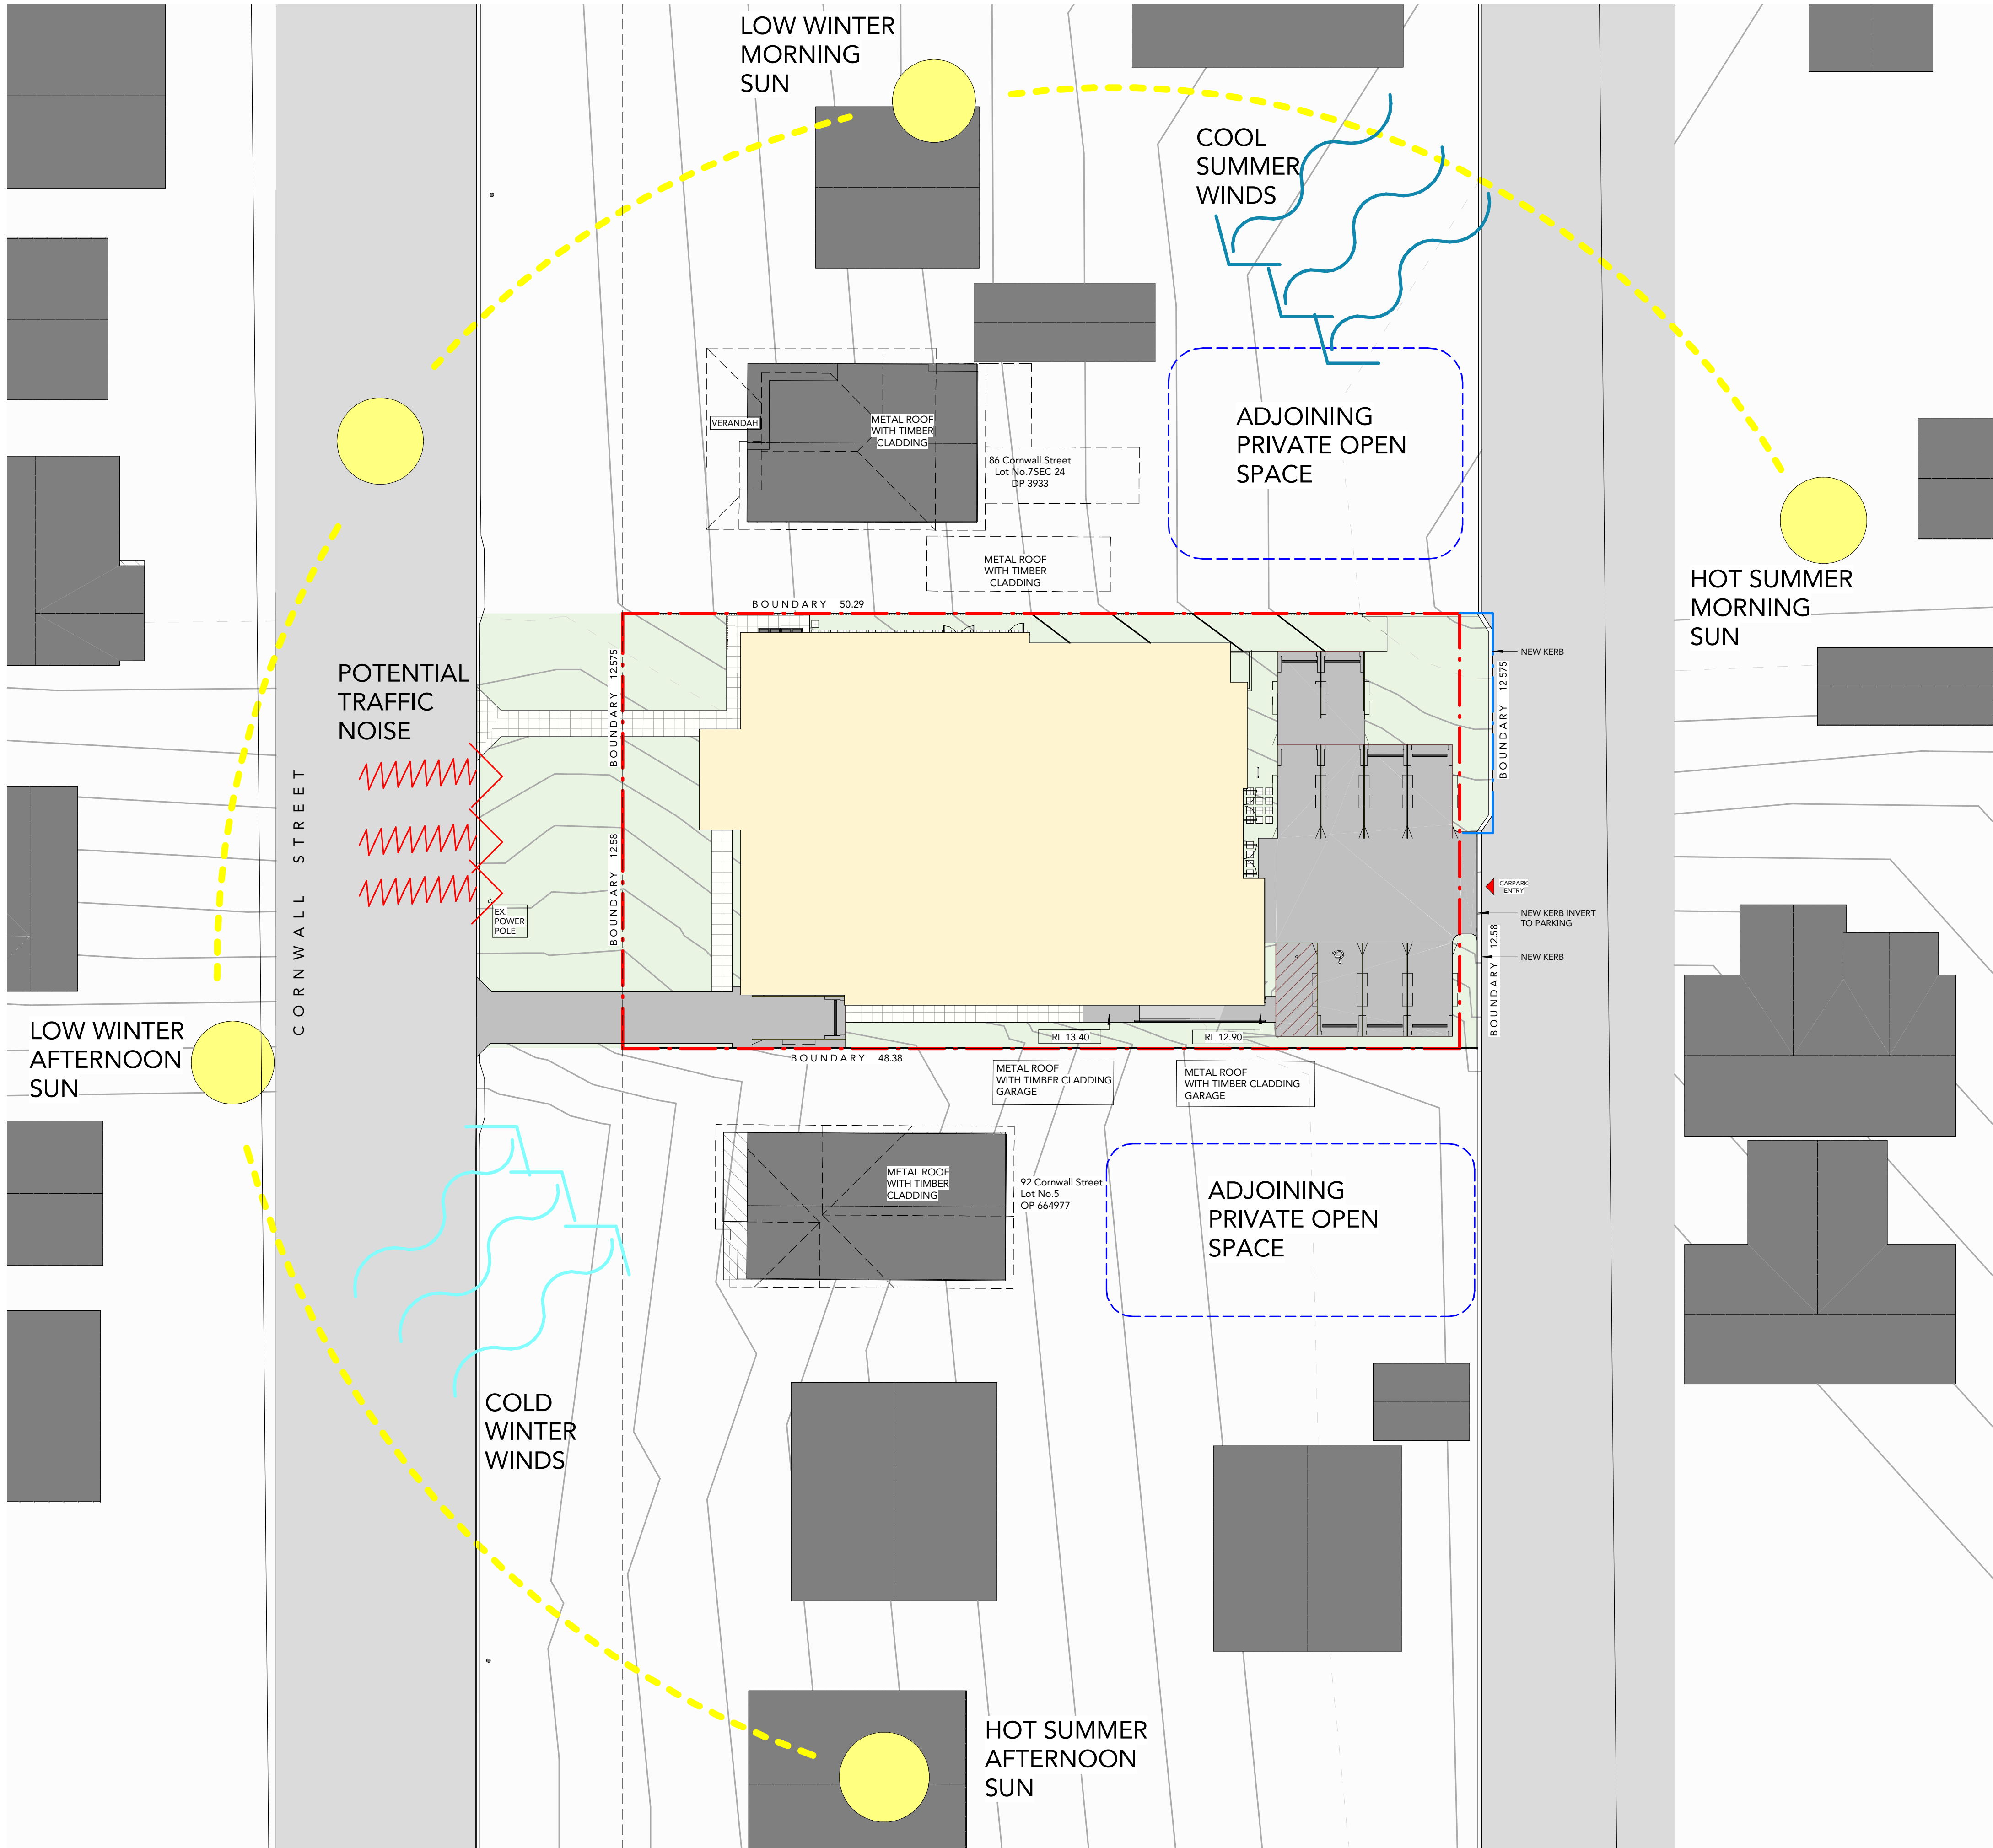 LOW WINTER
MORNING
SUN
COOL
SUMMER
WINDS
VERANDAH
METAL ROOF
WITH TIMBER
CLADDING
86 Cornwall Street
Lot No.7SEC 24
DP 3933
ADJOINING
PRIVATE OPEN
SPACE
METAL ROOF
WITH TIMBER
CLADDING
HOT SUMMER
MORNING
SUN
BOUNDARY 50.29
BOUNDARY 12.575
BOUNDARY 12.58
NEW KERB
BOUNDARY 12.575
POTENTIAL
TRAFFIC
NOISE
CORNWALL STREET
EX.
POWER
POLE
CARPARK
ENTRY
NEW KERB INVERT
TO PARKING
NEW KERB
BOUNDARY 12.58
RL 13.40
RL 12.90
BOUNDARY 48.38
LOW WINTER
AFTERNOON
SUN
METAL ROOF
WITH TIMBER CLADDING
GARAGE
METAL ROOF
WITH TIMBER CLADDING
GARAGE
METAL ROOF
WITH TIMBER
CLADDING
92 Cornwall Street
Lot No.5
OP 664977
ADJOINING
PRIVATE OPEN
SPACE
COLD
WINTER
WINDS
HOT SUMMER
AFTERNOON
SUN